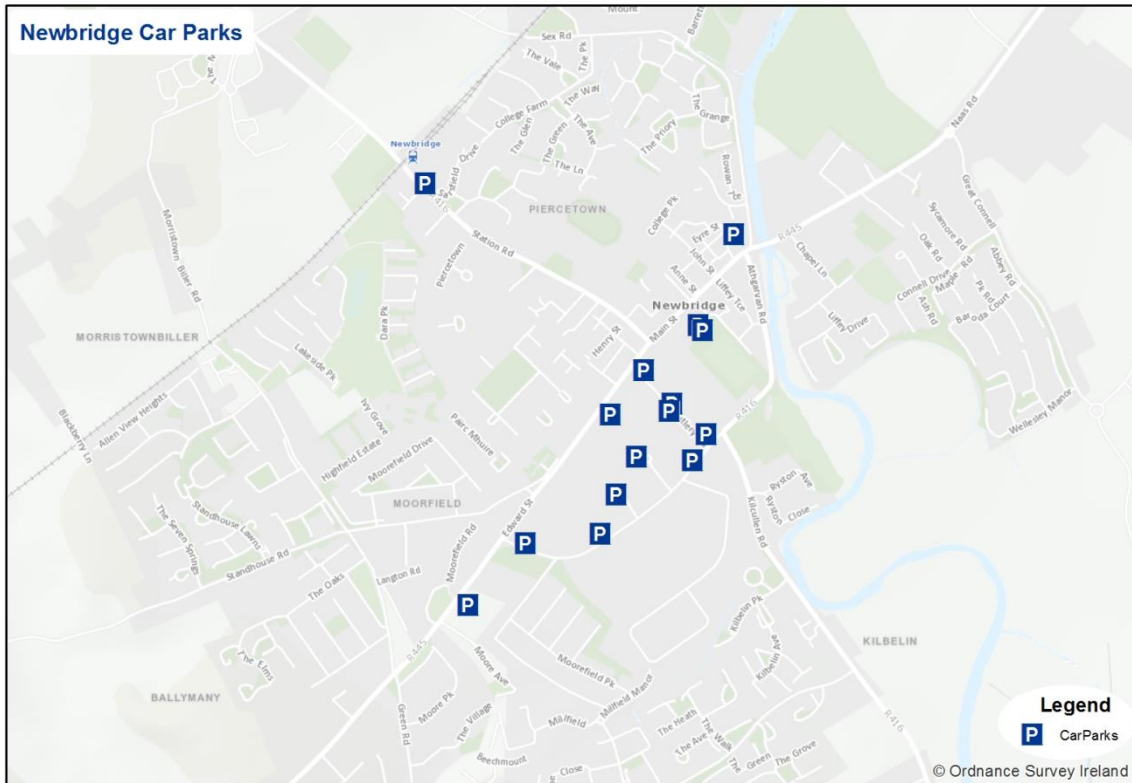 Newbridge Car Parks
Mount
Sex Rd
The Pk
The Vale
The Way
College Farm
The Glen
The Green
The Ave
The Ln
The Grange
The Priory
Rowan
Newbridge
Drive
R416
P
PIERCETOWN
College Pk
Eyre St
P
John St
Anne St
Liffey Tce
Naas Rd
R445
Great Connell
Sycamore Rd
Oak Rd
Abbey Rd
Connell Drive
Maple Rd
Pk Rd
Court
Ash Rd
Chapel Ln
Athgarvan Rd
Liffey Drive
Morristown Biller Rd
Piercetown
Station Rd
Newbridge
Main St
P
Henry St
MORRISTOWNBILLER
Dara Pk
Lakeside Pk
P
P
P
P
R416
P
Wellesley Manor
Allen View Heights
Blackberry Ln
Ivy Grove
Highfield Estate
Pairc Mhuire
Moorefield Drive
MOORFIELD
P
P
P
P
P
Edward St
Moorefield Rd
Ryston Ave
Ryston Close
Kilcullen Rd
Standhouse Lawns
The Seven Springs
Standhouse Rd
The Oaks
Langton Rd
P
Kilbelin Pk
Kilbelin Ave
KILBELIN
The Elms
BALLYMANY
R445
Green Rd
Moore Ave
Moore Pk
The Village
Moorefield Pk
Millfield Manor
Millfield
Beechmount
Close
The Heath
The Ave
The Walk
Green
The Grove
R416
Legend
P CarParks
© Ordnance Survey Ireland